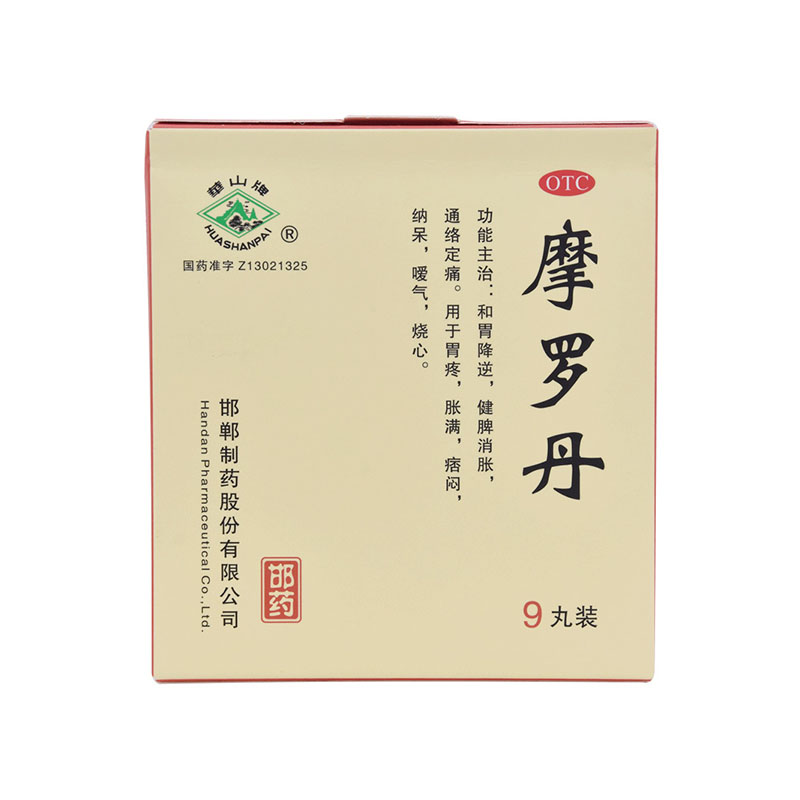 OTC
摩罗丹
9丸装
功能主治：和胃降逆，健脾消胀，
通络定痛。用于胃疼，胀满，痞闷，
纳呆，嗳气，烧心。
華山牌
HUASHANPAI
®
国药准字 Z13021325
邯郸制药股份有限公司
Handan Pharmaceutical Co.,Ltd.
邯药